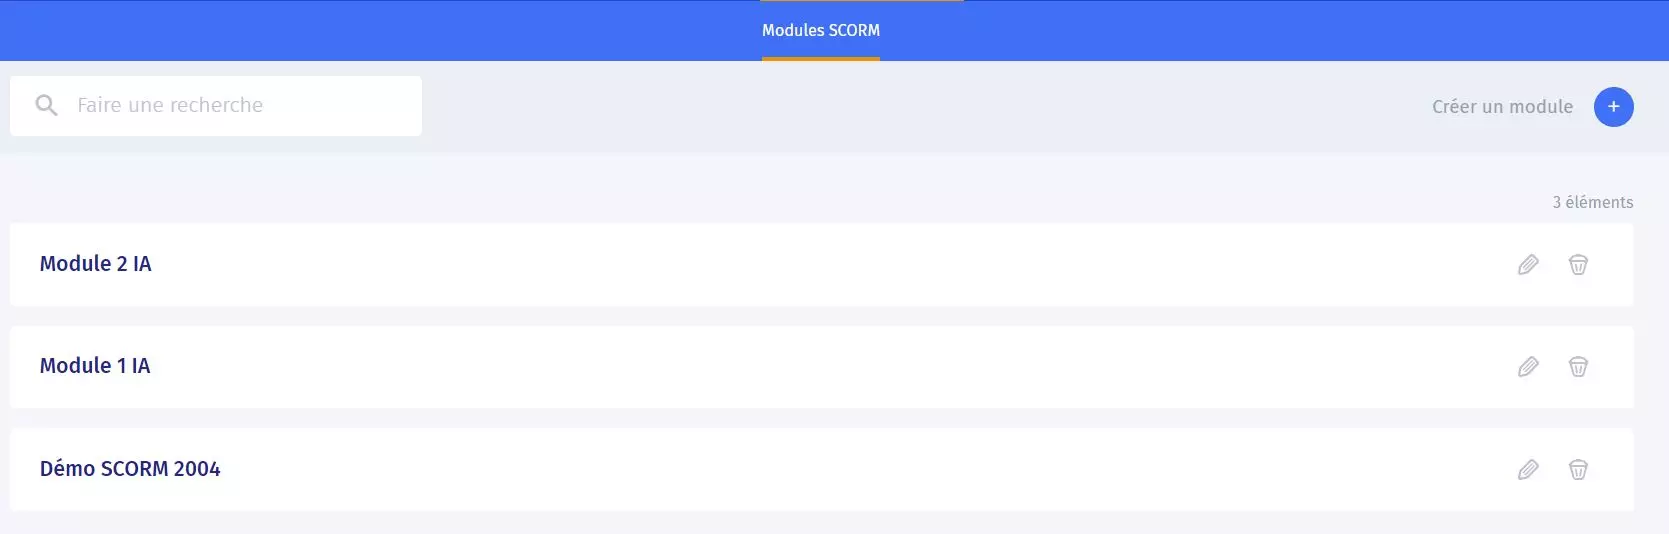 Modules SCORM
Faire une recherche
Créer un module
3 éléments
Module 2 IA
Module 1 IA
Démo SCORM 2004